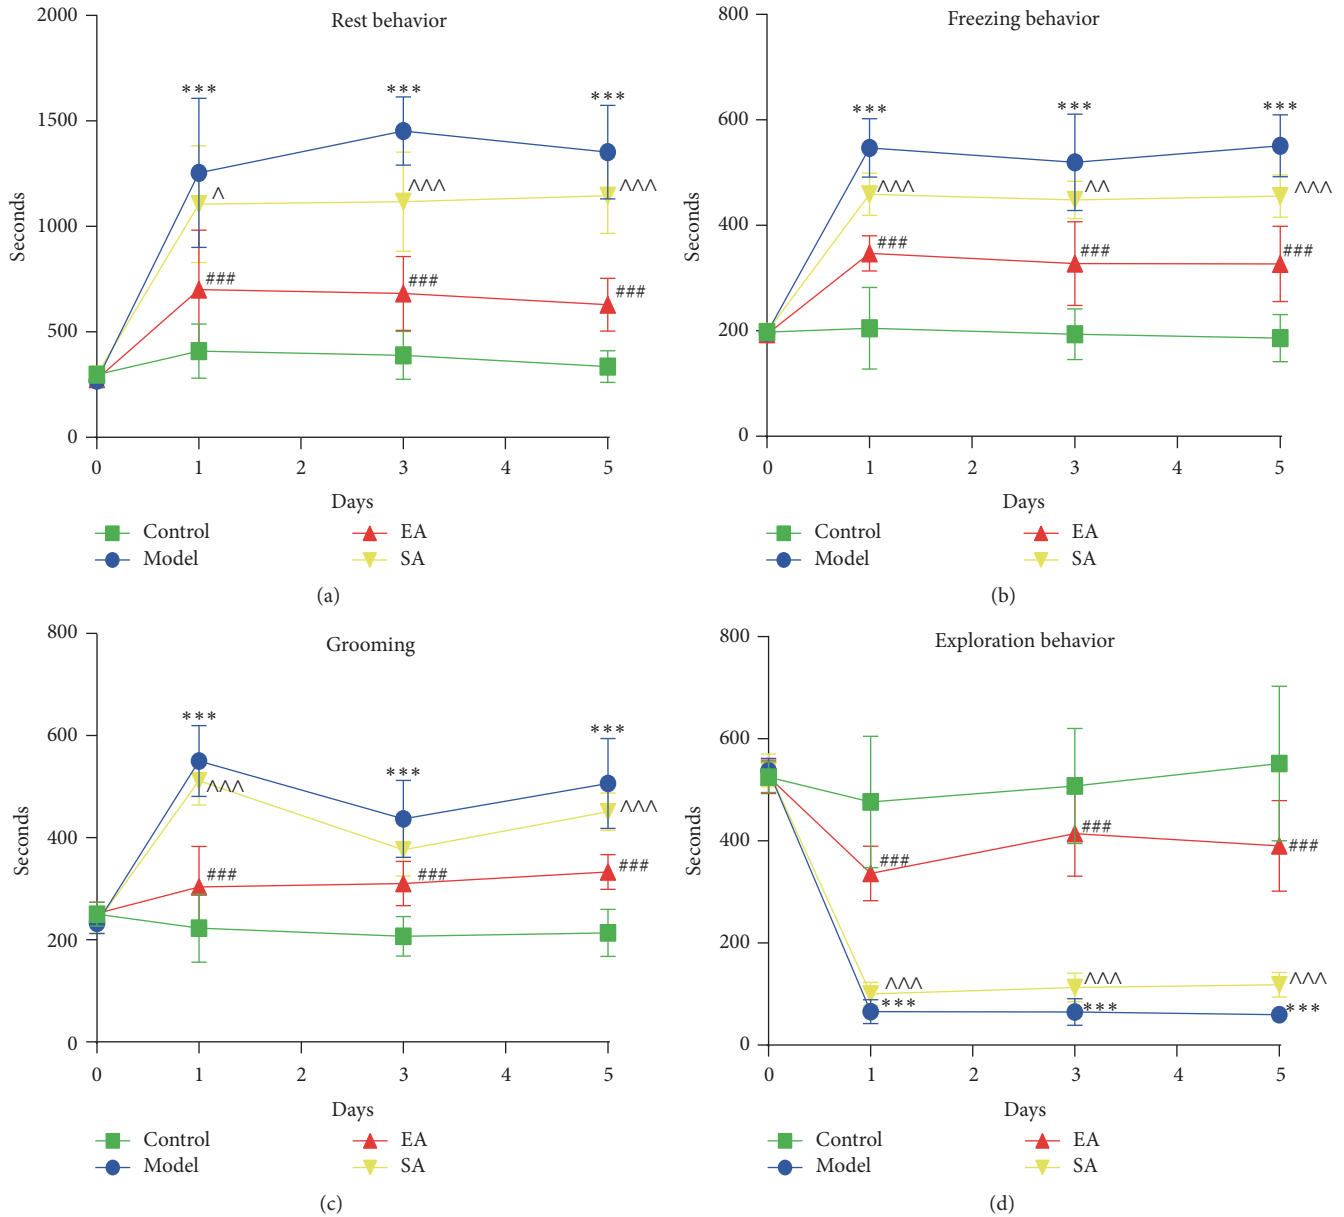 Rest behavior
2000
1500
1000
500
0
Seconds
***
***
***
^
^^^
^^^
###
###
###
0 1 2 3 4 5
Days
Control EA
Model SA
(a)
Freezing behavior
800
600
400
200
0
Seconds
***
***
***
^^^
^^
^^^
###
###
###
0 1 2 3 4 5
Days
Control EA
Model SA
(b)
Grooming
800
600
400
200
0
Seconds
***
***
***
^^^
^^^
###
###
###
0 1 2 3 4 5
Days
Control EA
Model SA
(c)
Exploration behavior
800
600
400
200
0
Seconds
###
###
###
^^^
^^^
^^^
***
***
***
0 1 2 3 4 5
Days
Control EA
Model SA
(d)